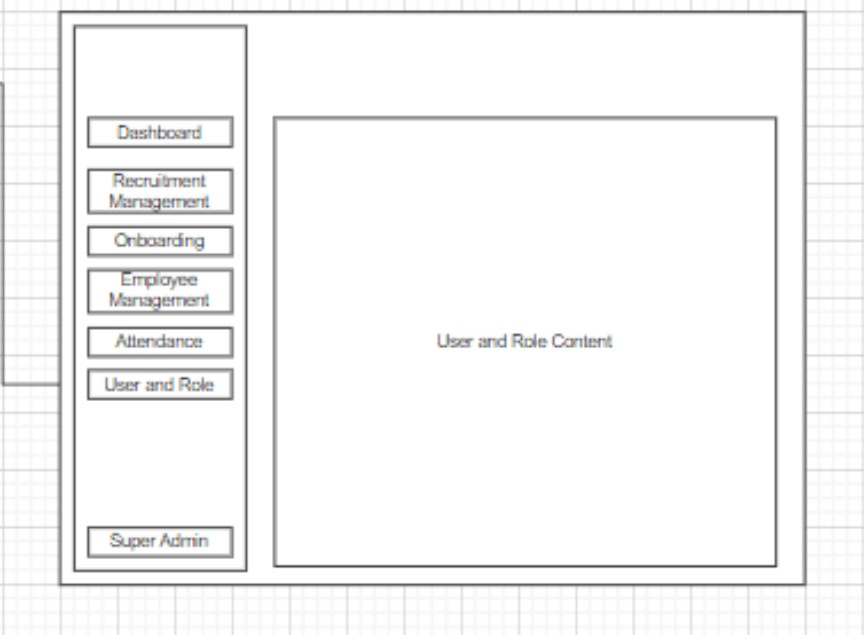 Dashboard
Recruitment
Management
Onboarding
Employee
Management
Attendance
User and Role
User and Role Content
Super Admin